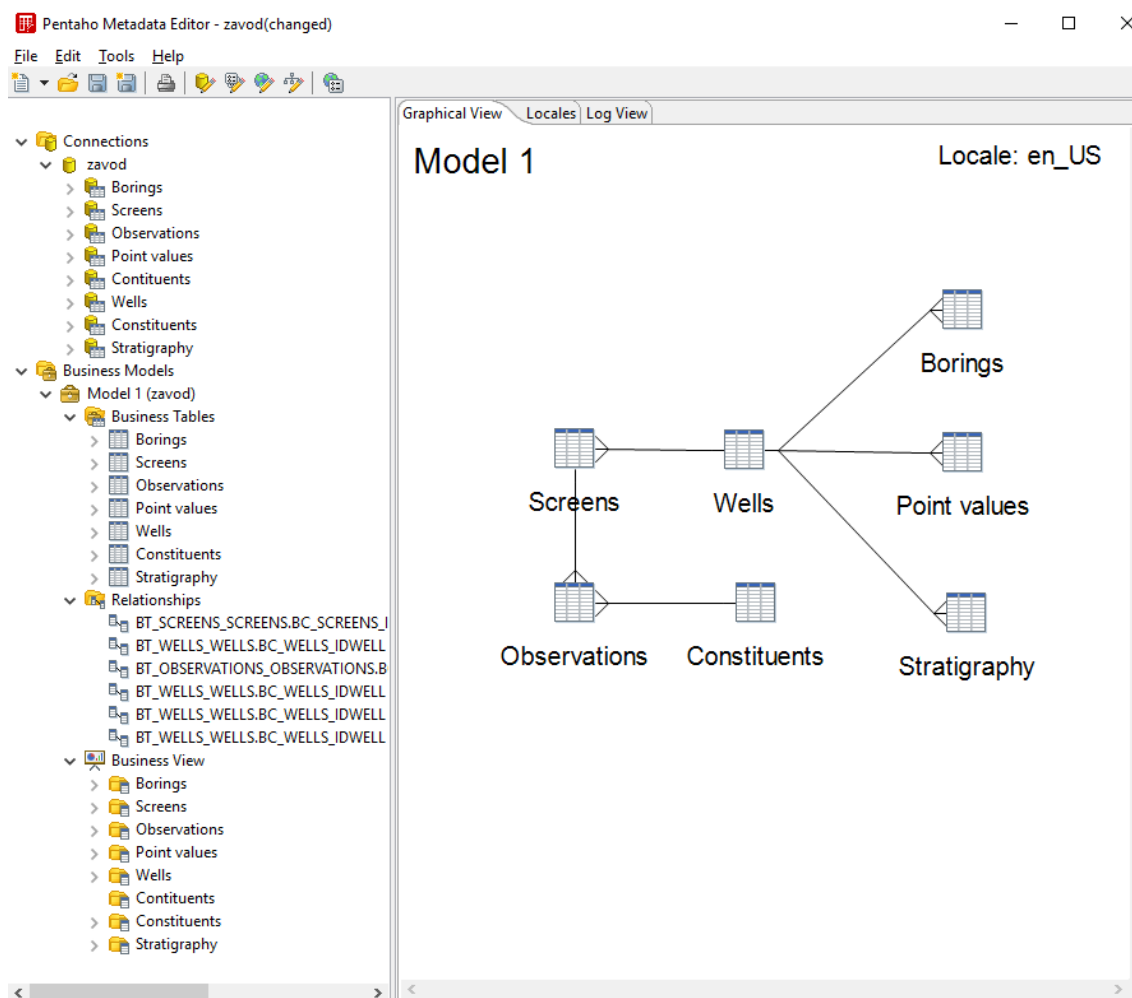 Pentaho Metadata Editor - zavod(changed)
File Edit Tools Help
Connections
zavod
Borings
Screens
Observations
Point values
Contituents
Wells
Constituents
Stratigraphy
Business Models
Model 1 (zavod)
Business Tables
Borings
Screens
Observations
Point values
Wells
Constituents
Stratigraphy
Relationships
BT_SCREENS_SCREENS.BC_SCREENS_I
BT_WELLS_WELLS.BC_WELLS_IDWELL
BT_OBSERVATIONS_OBSERVATIONS.B
BT_WELLS_WELLS.BC_WELLS_IDWELL
BT_WELLS_WELLS.BC_WELLS_IDWELL
BT_WELLS_WELLS.BC_WELLS_IDWELL
Business View
Borings
Screens
Observations
Point values
Wells
Contituents
Constituents
Stratigraphy
Graphical View Locales Log View
Model 1 Locale: en_US
Borings
Screens Wells Point values
Observations Constituents Stratigraphy